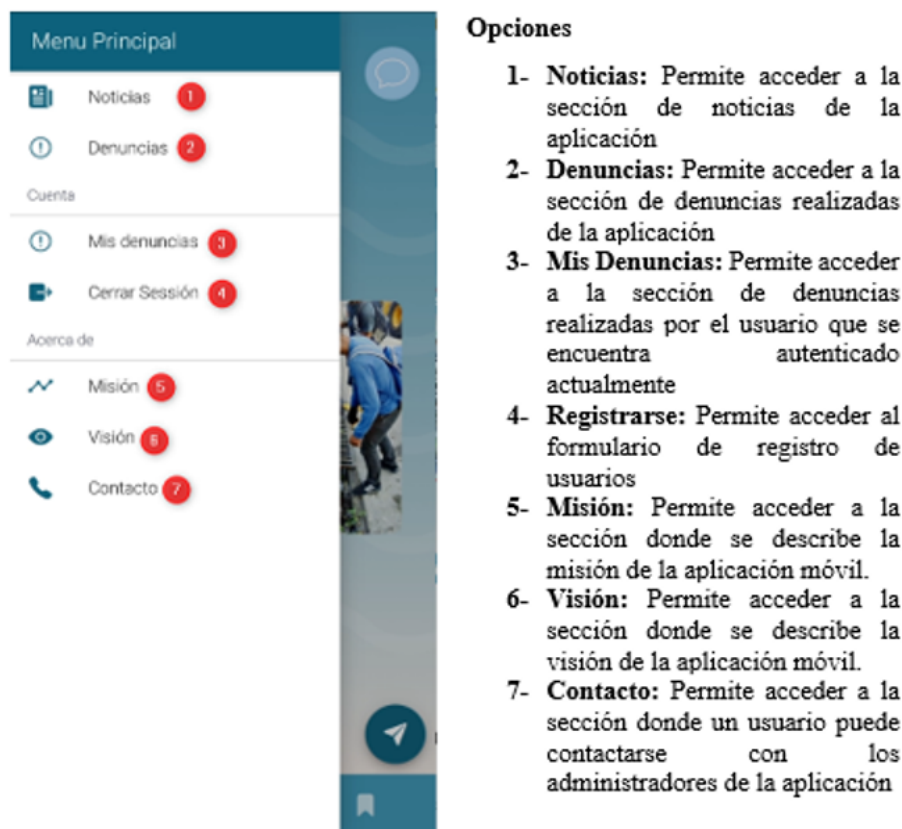 Menu Principal
Noticias 1
Denuncias 2
Cuenta
Mis denuncias 3
Cerrar Sessión 4
Acerca de
Misión 5
Visión 6
Contacto 7
Opciones
1- Noticias: Permite acceder a la
sección de noticias de la
aplicación
2- Denuncias: Permite acceder a la
sección de denuncias realizadas
de la aplicación
3- Mis Denuncias: Permite acceder
a la sección de denuncias
realizadas por el usuario que se
encuentra autenticado
actualmente
4- Registrarse: Permite acceder al
formulario de registro de
usuarios
5- Misión: Permite acceder a la
sección donde se describe la
misión de la aplicación móvil.
6- Visión: Permite acceder a la
sección donde se describe la
visión de la aplicación móvil.
7- Contacto: Permite acceder a la
sección donde un usuario puede
contactarse con los
administradores de la aplicación